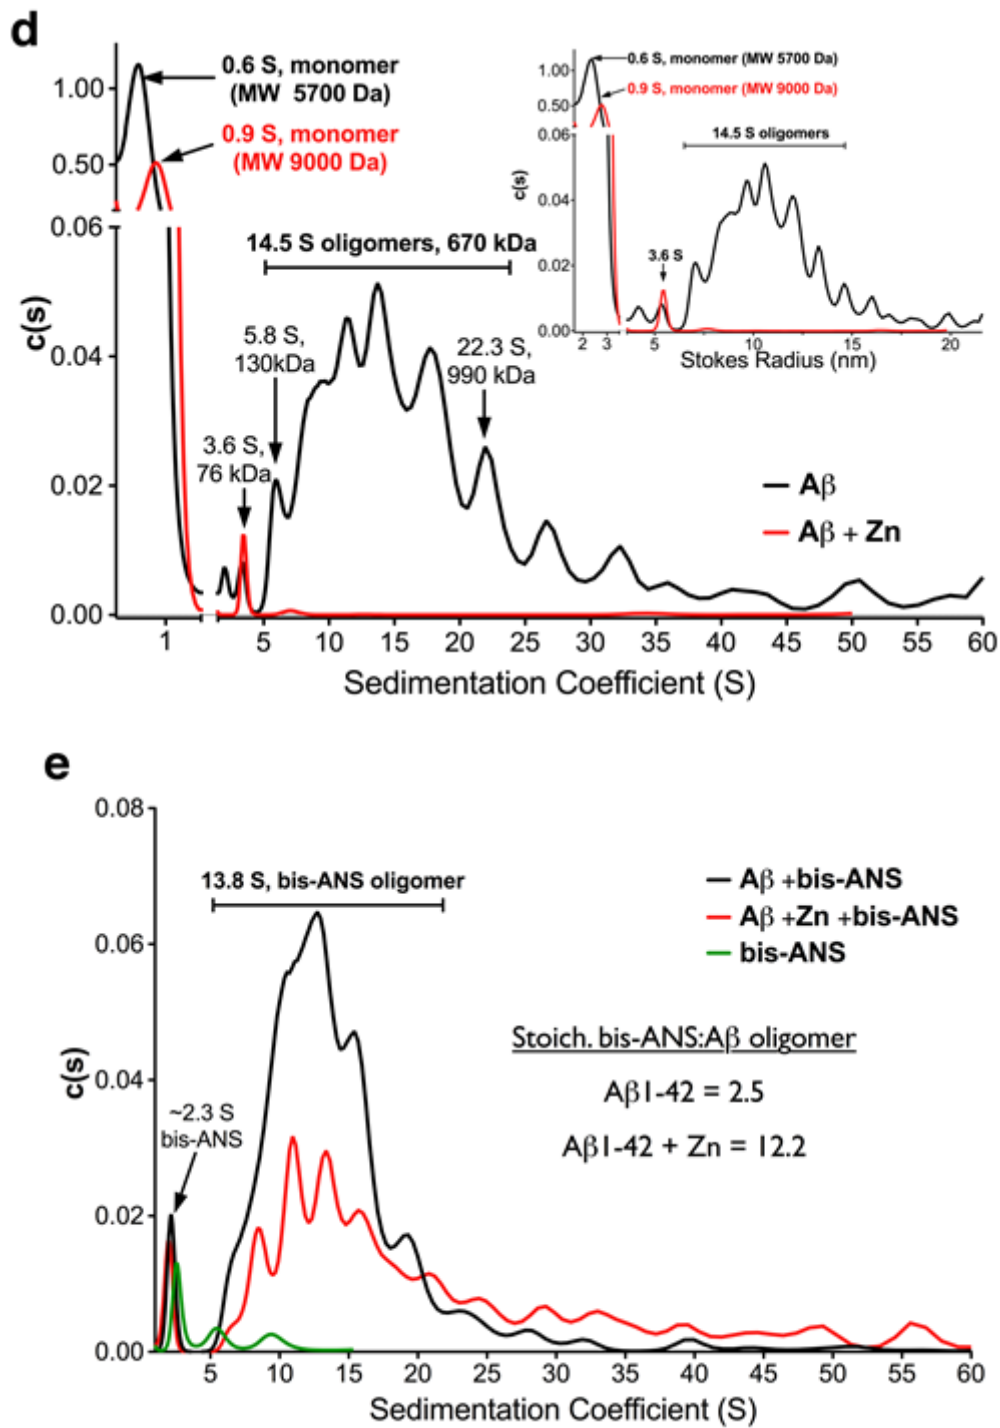 d
0.6 S, monomer
(MW 5700 Da)
0.9 S, monomer
(MW 9000 Da)
1.00
0.50
0.06
0.04
0.02
0.00
c(s)
14.5 S oligomers, 670 kDa
5.8 S,
130kDa
22.3 S,
990 kDa
3.6 S,
76 kDa
Aβ
Aβ + Zn
1
5
10
15
20
25
30
35
40
45
50
55
60
Sedimentation Coefficient (S)
0.6 S, monomer (MW 5700 Da)
0.9 S, monomer (MW 9000 Da)
1.00
0.50
0.06
0.04
0.02
0.00
c(s)
14.5 S oligomers
3.6 S
2
3
5
10
15
20
Stokes Radius (nm)
e
0.08
0.06
0.04
0.02
0.00
c(s)
13.8 S, bis-ANS oligomer
Aβ +bis-ANS
Aβ +Zn +bis-ANS
bis-ANS
Stoich. bis-ANS:Aβ oligomer
Aβ1-42 = 2.5
Aβ1-42 + Zn = 12.2
~2.3 S
bis-ANS
5
10
15
20
25
30
35
40
45
50
55
60
Sedimentation Coefficient (S)